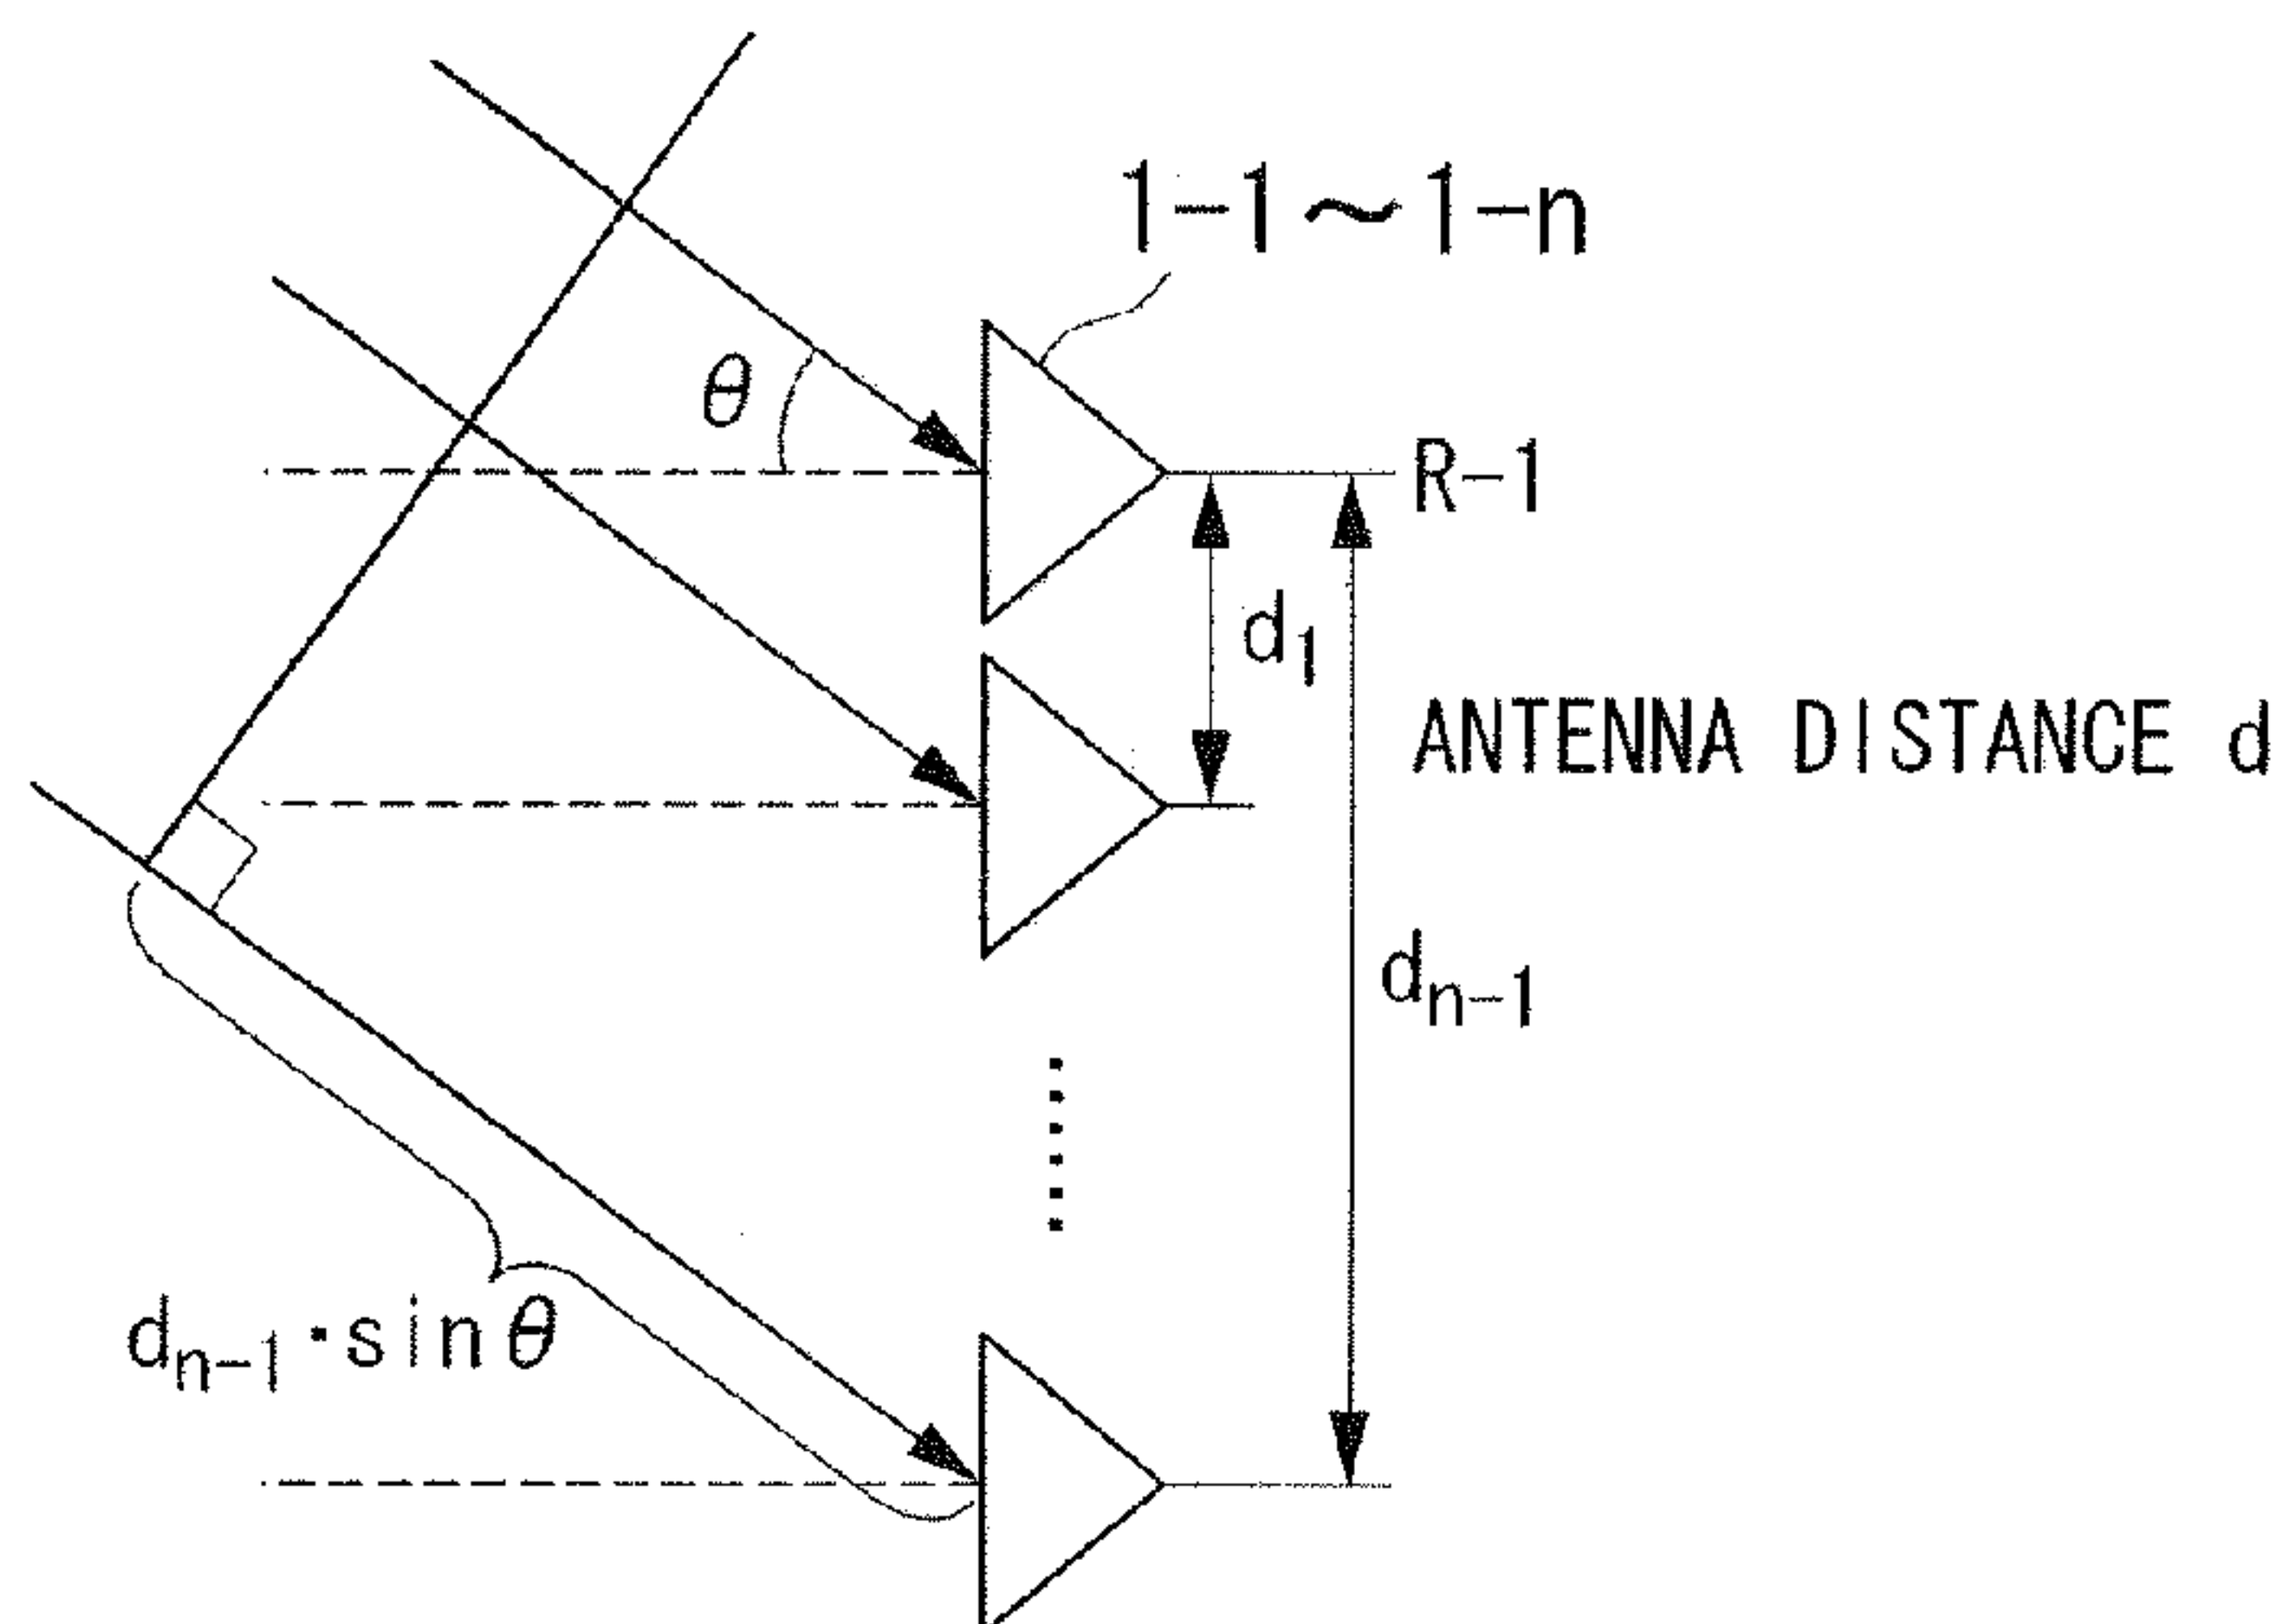 1-1～1-n
θ
R-1
d₁
ANTENNA DISTANCE d
dₙ₋₁
dₙ₋₁・sinθ